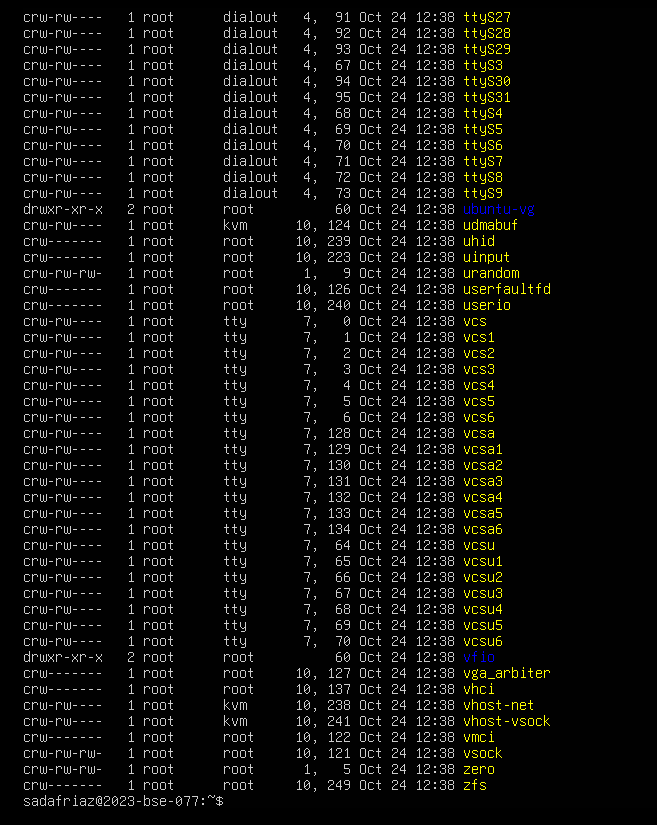 crw-rw---- 1 root dialout 4, 91 Oct 24 12:38 ttyS27
crw-rw---- 1 root dialout 4, 92 Oct 24 12:38 ttyS28
crw-rw---- 1 root dialout 4, 93 Oct 24 12:38 ttyS29
crw-rw---- 1 root dialout 4, 67 Oct 24 12:38 ttyS3
crw-rw---- 1 root dialout 4, 94 Oct 24 12:38 ttyS30
crw-rw---- 1 root dialout 4, 95 Oct 24 12:38 ttyS31
crw-rw---- 1 root dialout 4, 68 Oct 24 12:38 ttyS4
crw-rw---- 1 root dialout 4, 69 Oct 24 12:38 ttyS5
crw-rw---- 1 root dialout 4, 70 Oct 24 12:38 ttyS6
crw-rw---- 1 root dialout 4, 71 Oct 24 12:38 ttyS7
crw-rw---- 1 root dialout 4, 72 Oct 24 12:38 ttyS8
crw-rw---- 1 root dialout 4, 73 Oct 24 12:38 ttyS9
drwxr-xr-x 2 root root 60 Oct 24 12:38 ubuntu-vg
crw-rw---- 1 root kvm 10, 124 Oct 24 12:38 udmabuf
crw------- 1 root root 10, 239 Oct 24 12:38 uhid
crw------- 1 root root 10, 223 Oct 24 12:38 uinput
crw-rw-rw- 1 root root 1, 9 Oct 24 12:38 urandom
crw------- 1 root root 10, 126 Oct 24 12:38 userfaultfd
crw------- 1 root root 10, 240 Oct 24 12:38 userio
crw-rw---- 1 root tty 7, 0 Oct 24 12:38 vcs
crw-rw---- 1 root tty 7, 1 Oct 24 12:38 vcs1
crw-rw---- 1 root tty 7, 2 Oct 24 12:38 vcs2
crw-rw---- 1 root tty 7, 3 Oct 24 12:38 vcs3
crw-rw---- 1 root tty 7, 4 Oct 24 12:38 vcs4
crw-rw---- 1 root tty 7, 5 Oct 24 12:38 vcs5
crw-rw---- 1 root tty 7, 6 Oct 24 12:38 vcs6
crw-rw---- 1 root tty 7, 128 Oct 24 12:38 vcsa
crw-rw---- 1 root tty 7, 129 Oct 24 12:38 vcsa1
crw-rw---- 1 root tty 7, 130 Oct 24 12:38 vcsa2
crw-rw---- 1 root tty 7, 131 Oct 24 12:38 vcsa3
crw-rw---- 1 root tty 7, 132 Oct 24 12:38 vcsa4
crw-rw---- 1 root tty 7, 133 Oct 24 12:38 vcsa5
crw-rw---- 1 root tty 7, 134 Oct 24 12:38 vcsa6
crw-rw---- 1 root tty 7, 64 Oct 24 12:38 vcsu
crw-rw---- 1 root tty 7, 65 Oct 24 12:38 vcsu1
crw-rw---- 1 root tty 7, 66 Oct 24 12:38 vcsu2
crw-rw---- 1 root tty 7, 67 Oct 24 12:38 vcsu3
crw-rw---- 1 root tty 7, 68 Oct 24 12:38 vcsu4
crw-rw---- 1 root tty 7, 69 Oct 24 12:38 vcsu5
crw-rw---- 1 root tty 7, 70 Oct 24 12:38 vcsu6
drwxr-xr-x 2 root root 60 Oct 24 12:38 vfio
crw------- 1 root root 10, 127 Oct 24 12:38 vga_arbiter
crw------- 1 root root 10, 137 Oct 24 12:38 vhci
crw-rw---- 1 root kvm 10, 238 Oct 24 12:38 vhost-net
crw-rw---- 1 root kvm 10, 241 Oct 24 12:38 vhost-vsock
crw------- 1 root root 10, 122 Oct 24 12:38 vmci
crw-rw-rw- 1 root root 10, 121 Oct 24 12:38 vsock
crw-rw-rw- 1 root root 1, 5 Oct 24 12:38 zero
crw------- 1 root root 10, 249 Oct 24 12:38 zfs
sadafriaz@2023-bse-077:~$